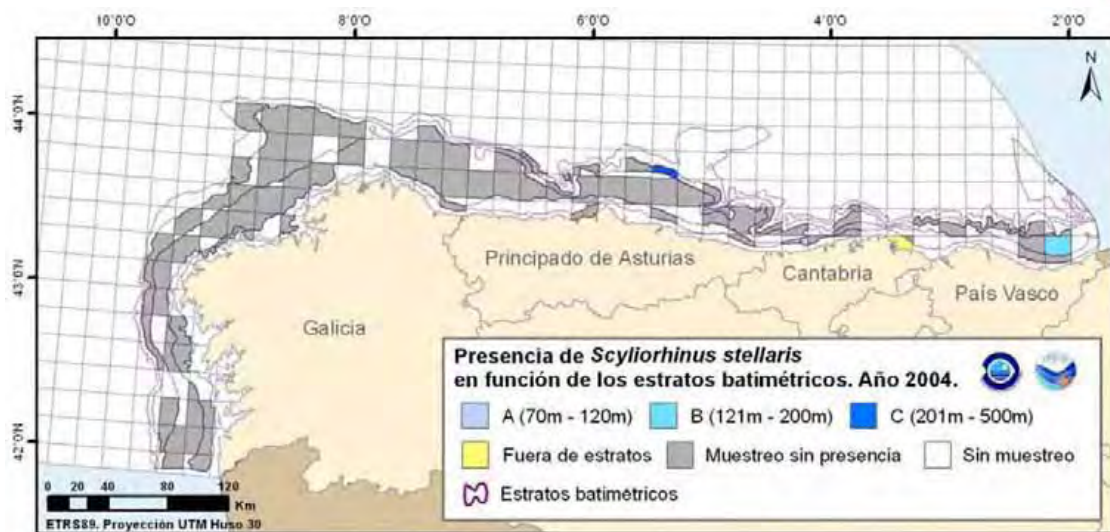 10°0'O 8°0'O 6°0'O 4°0'O 2°0'O
N
44°0'N
43°0'N
42°0'N
Principado de Asturias
Cantabria
País Vasco
Galicia
Presencia de Scyliorhinus stellaris
en función de los estratos batimétricos. Año 2004.
A (70m - 120m) B (121m - 200m) C (201m - 500m)
Fuera de estratos Muestreo sin presencia Sin muestreo
Estratos batimétricos
0 20 40 80 120
Km
ETRS89. Proyección UTM Huso 30